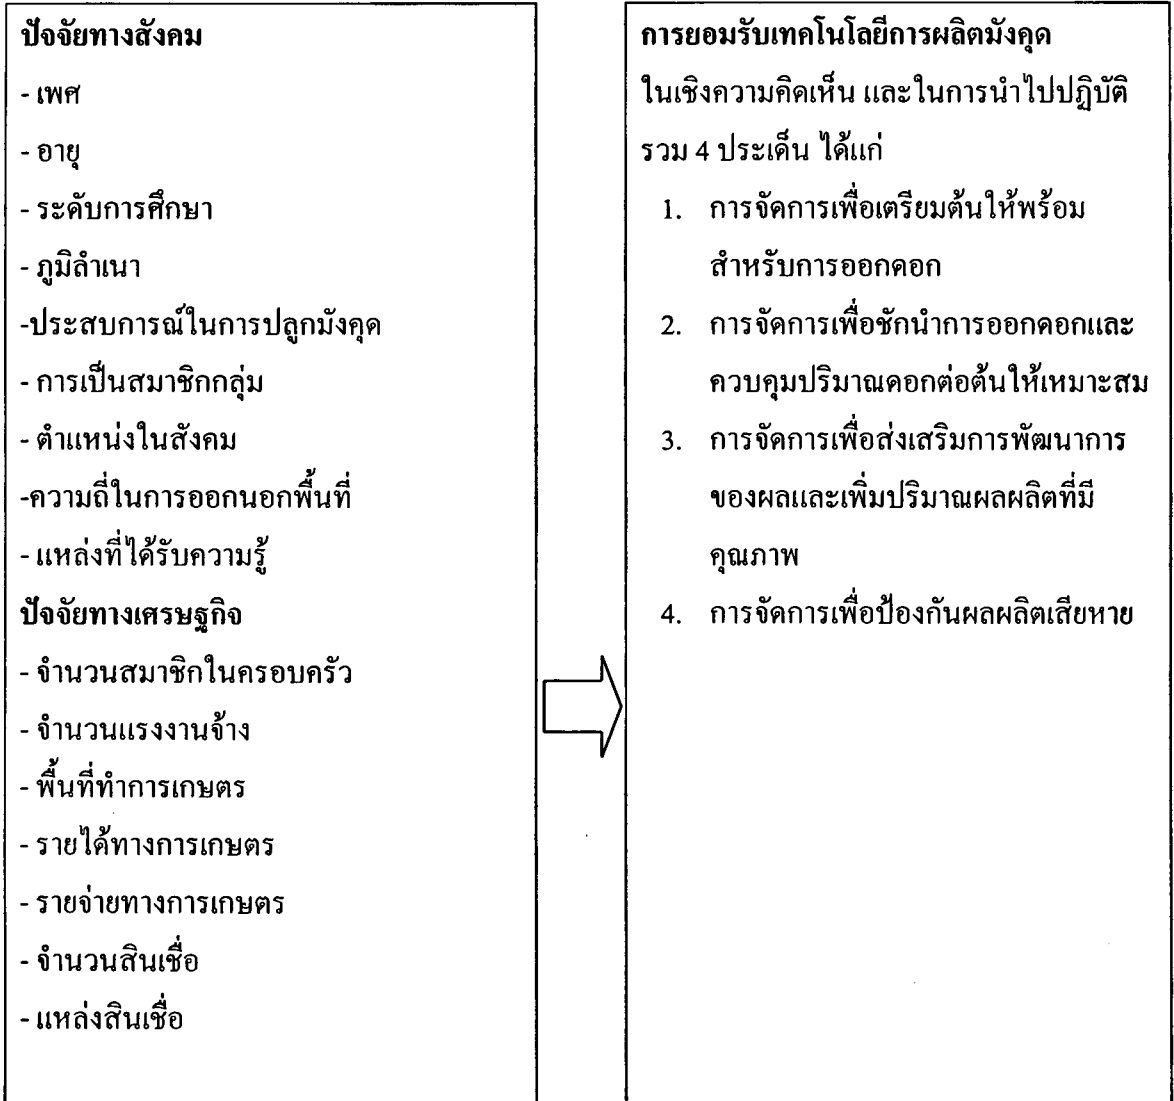 ปัจจัยทางสังคม
- เพศ
- อายุ
- ระดับการศึกษา
- ภูมิลำเนา
-ประสบการณ์ในการปลูกมังคุด
- การเป็นสมาชิกกลุ่ม
- ตำแหน่งในสังคม
-ความถี่ในการออกนอกพื้นที่
- แหล่งที่ได้รับความรู้
ปัจจัยทางเศรษฐกิจ
- จำนวนสมาชิกในครอบครัว
- จำนวนแรงงานจ้าง
- พื้นที่ทำการเกษตร
- รายได้ทางการเกษตร
- รายจ่ายทางการเกษตร
- จำนวนสินเชื่อ
- แหล่งสินเชื่อ
การยอมรับเทคโนโลยีการผลิตมังคุด
ในเชิงความคิดเห็น และในการนำไปปฏิบัติ
รวม 4 ประเด็น ได้แก่
1. การจัดการเพื่อเตรียมต้นให้พร้อม
สำหรับการออกดอก
2. การจัดการเพื่อชักนำการออกดอกและ
ควบคุมปริมาณดอกต่อต้นให้เหมาะสม
3. การจัดการเพื่อส่งเสริมการพัฒนาการ
ของผลและเพิ่มปริมาณผลผลิตที่มี
คุณภาพ
4. การจัดการเพื่อป้องกันผลผลิตเสียหาย